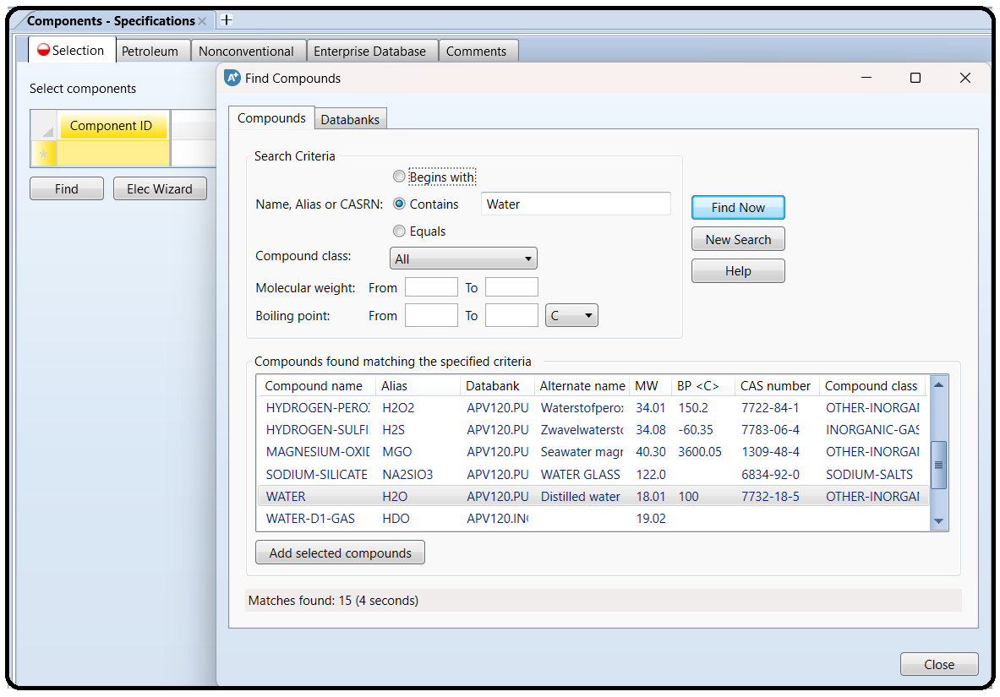 Components - Specifications × +
Selection Petroleum Nonconventional Enterprise Database Comments
Select components
Component ID
*
Find Elec Wizard
A+ Find Compounds
Compounds Databanks
Search Criteria
Begins with
Name, Alias or CASRN: Contains Water
Equals
Find Now
New Search
Help
Compound class: All
Molecular weight: From To
Boiling point: From To C
Compounds found matching the specified criteria
Compound name Alias Databank Alternate name MW BP <C> CAS number Compound class
HYDROGEN-PERO H2O2 APV120.PU Waterstofperox 34.01 150.2 7722-84-1 OTHER-INORGAN
HYDROGEN-SULFI H2S APV120.PU Zwavelwatersto 34.08 -60.35 7783-06-4 INORGANIC-GAS
MAGNESIUM-OXID MGO APV120.PU Seawater magr 40.30 3600.05 1309-48-4 OTHER-INORGAN
SODIUM-SILICATE NA2SIO3 APV120.PU WATER GLASS 122.0 6834-92-0 SODIUM-SALTS
WATER H2O APV120.PU Distilled water 18.01 100 7732-18-5 OTHER-INORGAN
WATER-D1-GAS HDO APV120.INO 19.02
Add selected compounds
Matches found: 15 (4 seconds)
Close